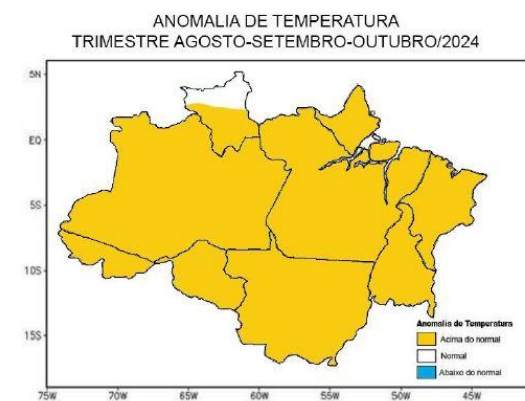 ANOMALIA DE TEMPERATURA
TRIMESTRE AGOSTO-SETEMBRO-OUTUBRO/2024
5N
EQ
5S
10S
15S
Anomalia de Temperatura
Acima do normal
Normal
Abaixo do normal
75W 70W 65W 60W 55W 50W 45W